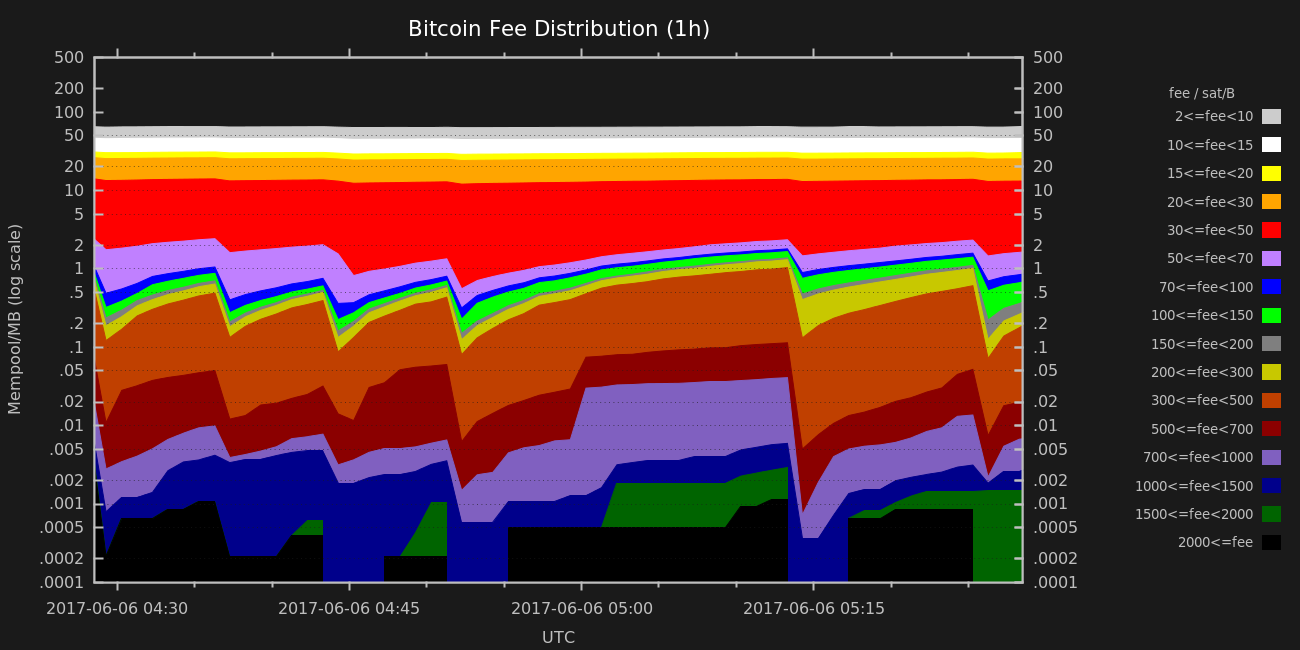 Bitcoin Fee Distribution (1h)
500 500
200 200
100 100
50 50
20 20
10 10
5 5
2 2
1 1
.5 .5
.2 .2
.1 .1
.05 .05
.02 .02
.01 .01
.005 .005
.002 .002
.001 .001
.0005 .0005
.0002 .0002
.0001 .0001
Mempool/MB (log scale)
2017-06-06 04:30 2017-06-06 04:45 2017-06-06 05:00 2017-06-06 05:15
UTC
fee / sat/B
2<=fee<10
10<=fee<15
15<=fee<20
20<=fee<30
30<=fee<50
50<=fee<70
70<=fee<100
100<=fee<150
150<=fee<200
200<=fee<300
300<=fee<500
500<=fee<700
700<=fee<1000
1000<=fee<1500
1500<=fee<2000
2000<=fee